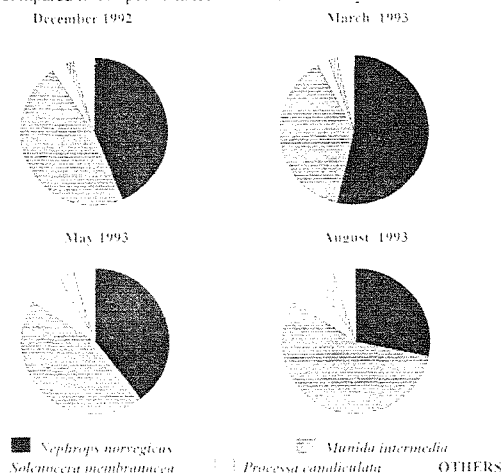 December 1992 March 1993
May 1993 August 1993
Nephrops norvegicus Munida intermedia
Solenocera membranacea Processa canaliculata OTHERS